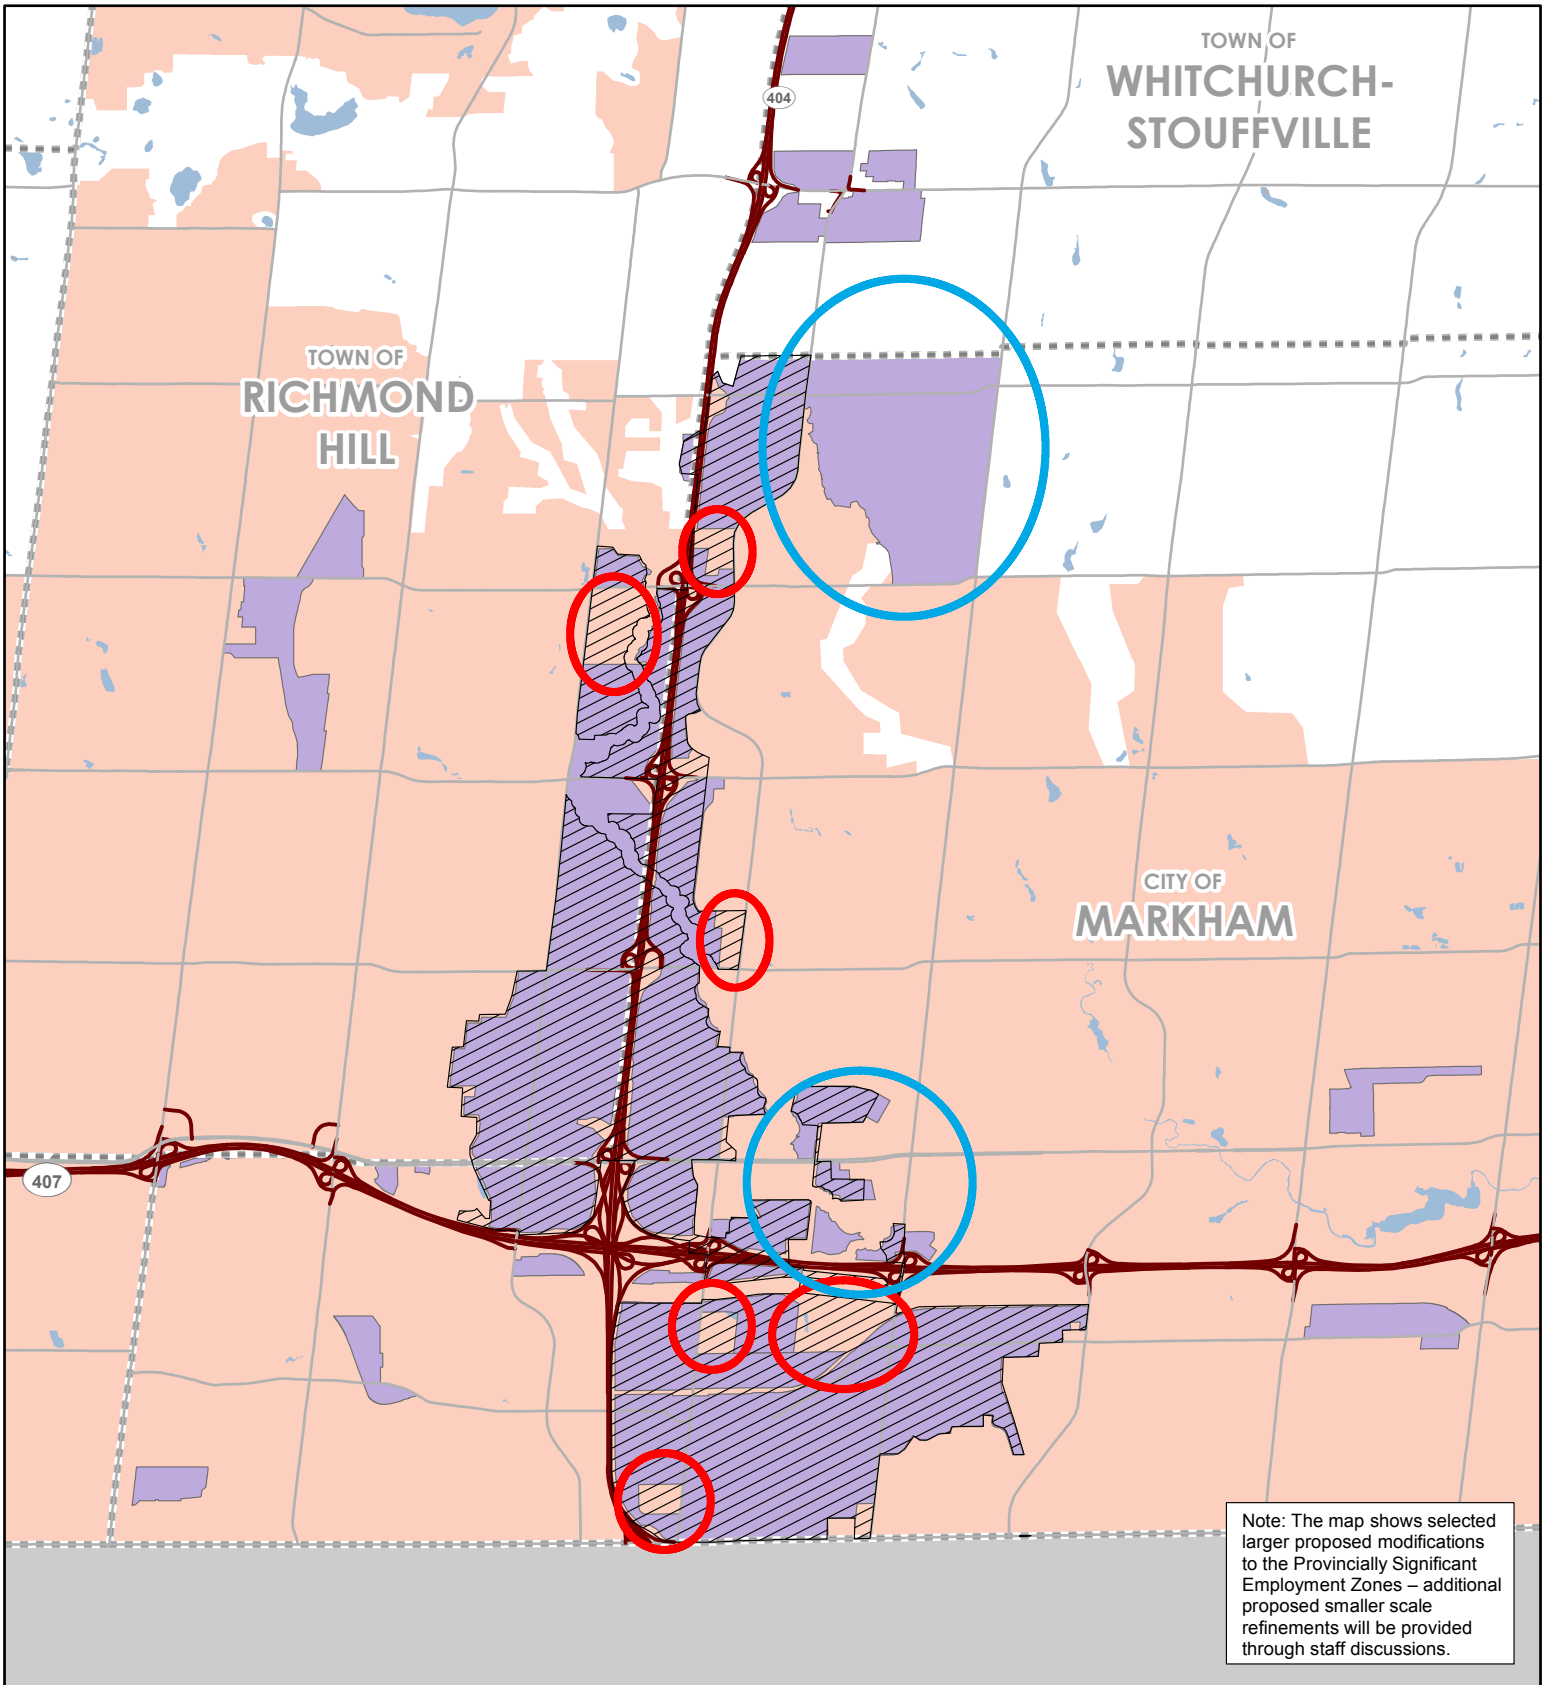 TOWN OF
WHITCHURCH-
STOUFFVILLE
404
TOWN OF
RICHMOND
HILL
CITY OF
MARKHAM
407
Note: The map shows selected
larger proposed modifications
to the Provincially Significant
Employment Zones – additional
proposed smaller scale
refinements will be provided
through staff discussions.